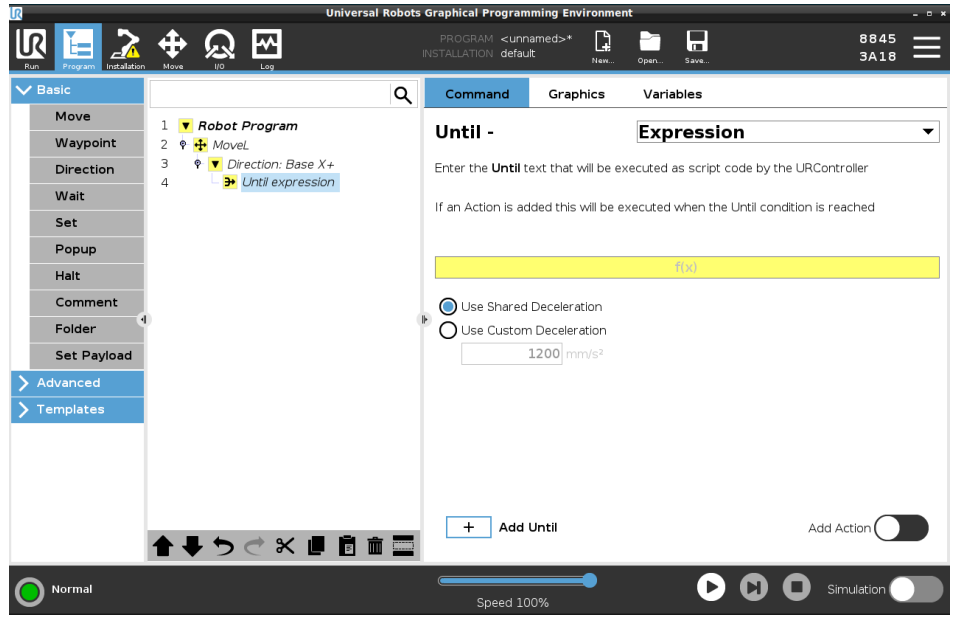 UR
Universal Robots Graphical Programming Environment
Run
Program
Installation
Move
I/O
Log
PROGRAM <unnamed>*
INSTALLATION default
New...
Open...
Save...
8845
3A18
Basic
Move
Waypoint
Direction
Wait
Set
Popup
Halt
Comment
Folder
Set Payload
Advanced
Templates
1 Robot Program
2 MoveL
3 Direction: Base X+
4 Until expression
Command Graphics Variables
Until - Expression
Enter the Until text that will be executed as script code by the URController
If an Action is added this will be executed when the Until condition is reached
f(x)
Use Shared Deceleration
Use Custom Deceleration
1200 mm/s²
+ Add Until
Add Action
Normal
Speed 100%
Simulation